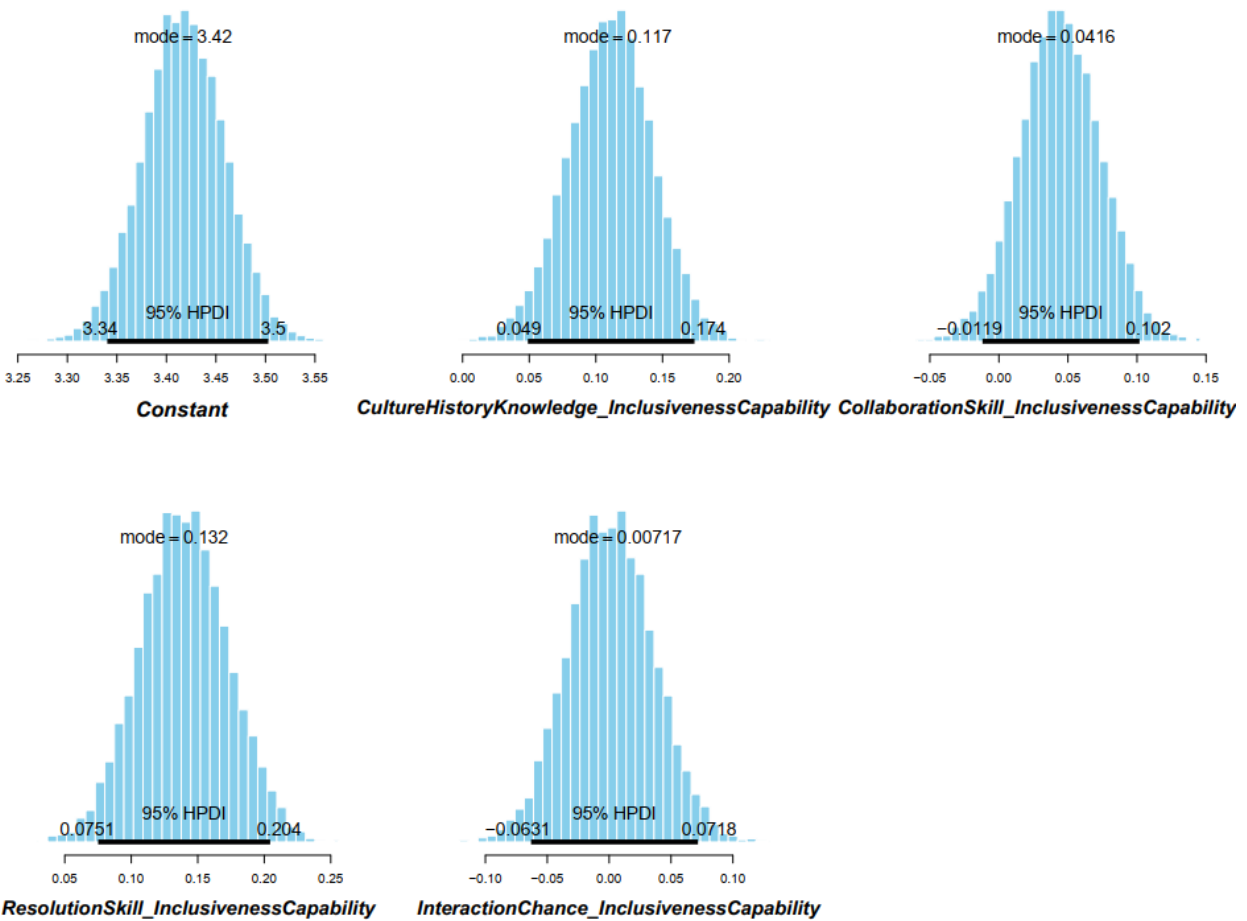 mode = 3.42
95% HPDI
3.34 3.5
3.25 3.30 3.35 3.40 3.45 3.50 3.55
Constant
mode = 0.117
95% HPDI
0.049 0.174
0.00 0.05 0.10 0.15 0.20
CultureHistoryKnowledge_InclusivenessCapability
mode = 0.0416
95% HPDI
−0.0119 0.102
−0.05 0.00 0.05 0.10 0.15
CollaborationSkill_InclusivenessCapability
mode = 0.132
95% HPDI
0.0751 0.204
0.05 0.10 0.15 0.20 0.25
ResolutionSkill_InclusivenessCapability
mode = 0.00717
95% HPDI
−0.0631 0.0718
−0.10 −0.05 0.00 0.05 0.10
InteractionChance_InclusivenessCapability